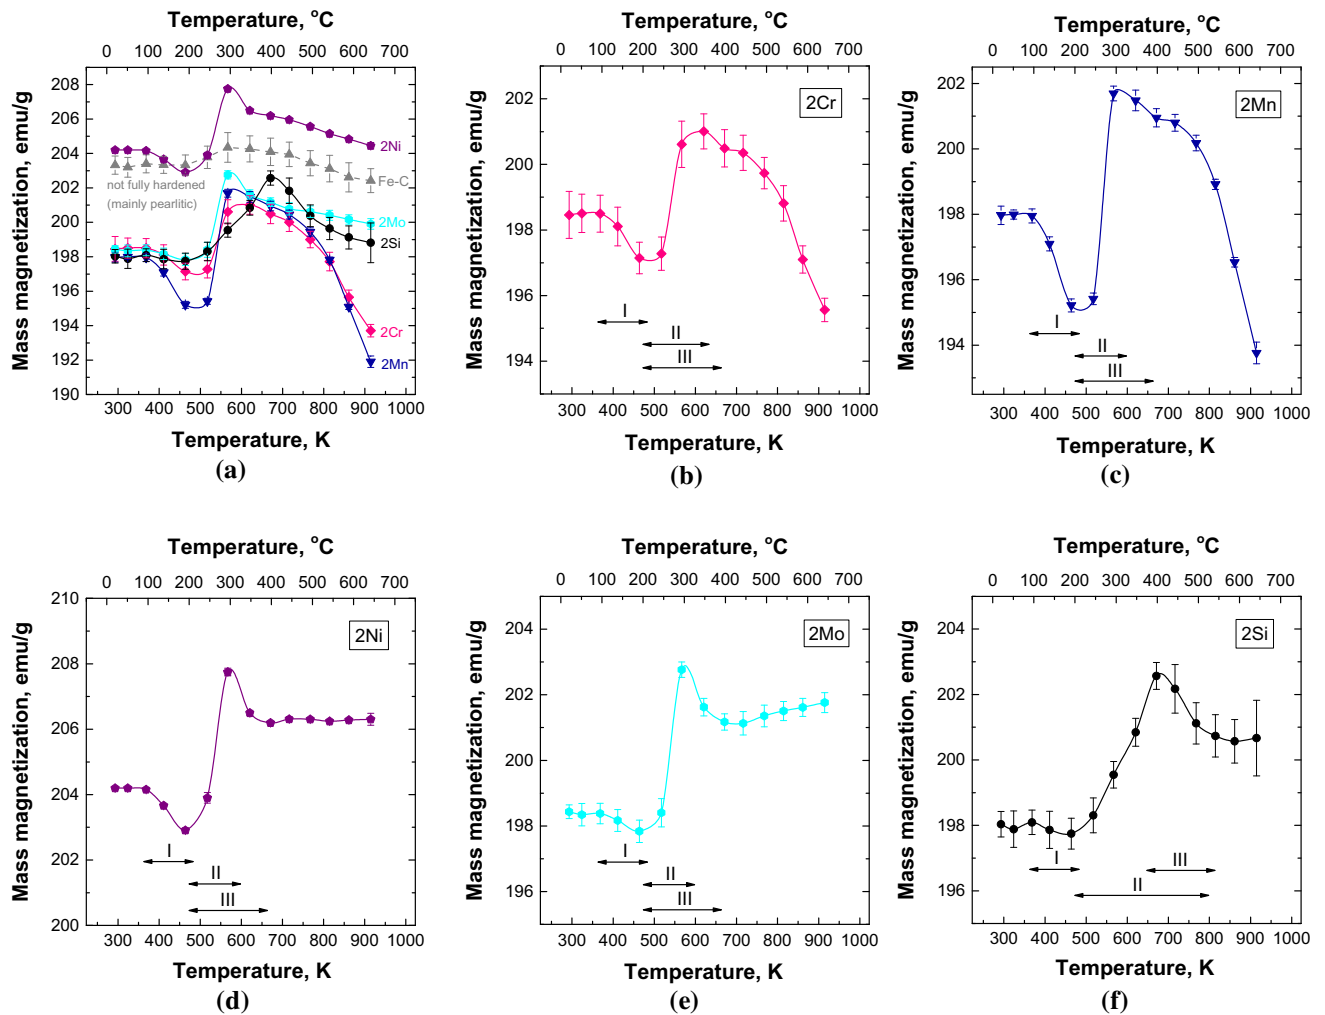 Temperature, °C
0 100 200 300 400 500 600 700
Mass magnetization, emu/g
210
208
206
204
202
200
198
196
194
192
190
2Ni
Fe-C
not fully hardened
(mainly pearlitic)
2Mo
2Si
2Cr
2Mn
300 400 500 600 700 800 900 1000
Temperature, K
(a)
Temperature, °C
0 100 200 300 400 500 600 700
Mass magnetization, emu/g
202
200
198
196
194
2Cr
I
II
III
300 400 500 600 700 800 900 1000
Temperature, K
(b)
Temperature, °C
0 100 200 300 400 500 600 700
Mass magnetization, emu/g
202
200
198
196
194
2Mn
I
II
III
300 400 500 600 700 800 900 1000
Temperature, K
(c)
Temperature, °C
0 100 200 300 400 500 600 700
Mass magnetization, emu/g
210
208
206
204
202
200
2Ni
I
II
III
300 400 500 600 700 800 900 1000
Temperature, K
(d)
Temperature, °C
0 100 200 300 400 500 600 700
Mass magnetization, emu/g
204
202
200
198
196
2Mo
I
II
III
300 400 500 600 700 800 900 1000
Temperature, K
(e)
Temperature, °C
0 100 200 300 400 500 600 700
Mass magnetization, emu/g
204
202
200
198
196
2Si
III
I
II
300 400 500 600 700 800 900 1000
Temperature, K
(f)